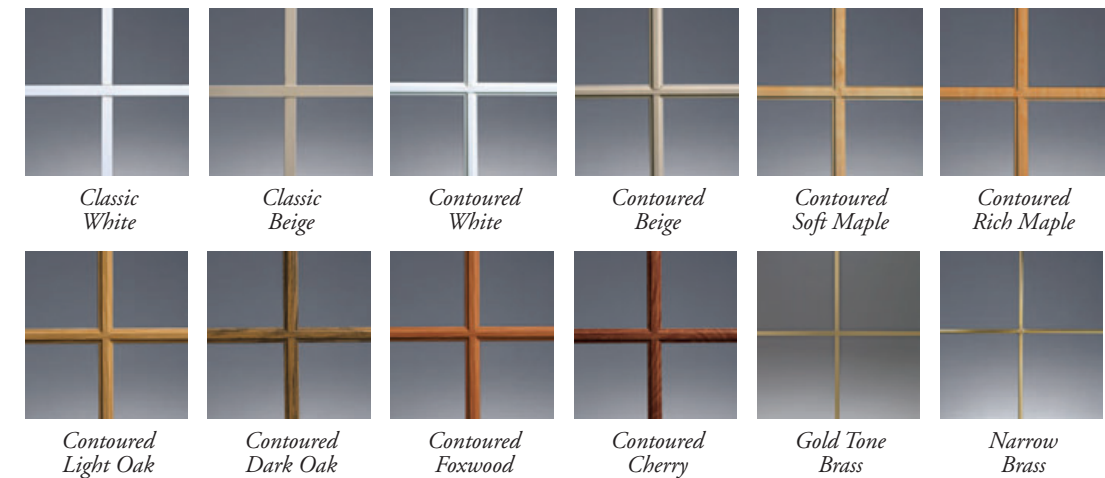 Classic
White
Classic
Beige
Contoured
White
Contoured
Beige
Contoured
Soft Maple
Contoured
Rich Maple
Contoured
Light Oak
Contoured
Dark Oak
Contoured
Foxwood
Contoured
Cherry
Gold Tone
Brass
Narrow
Brass